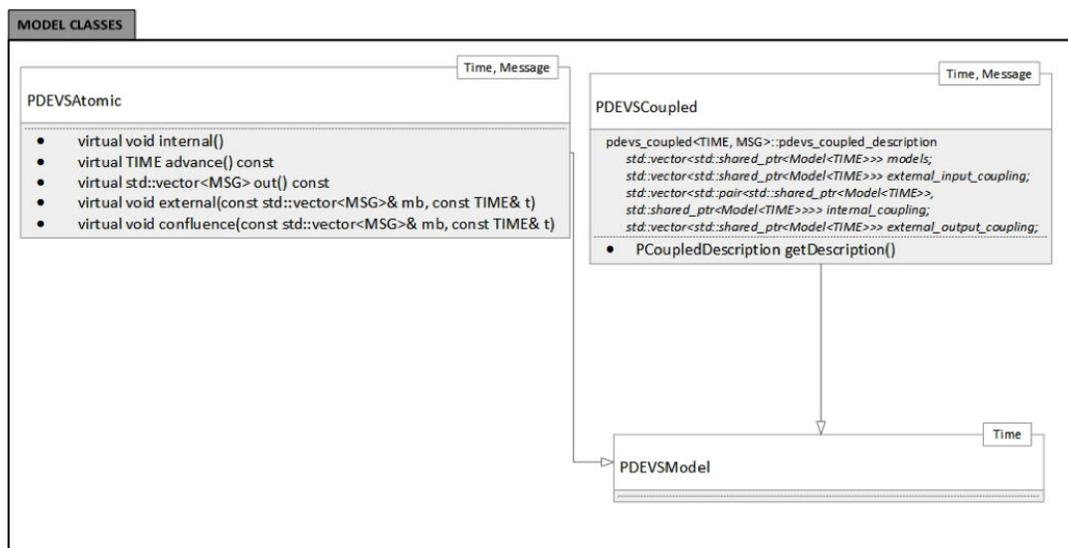 MODEL CLASSES
Time, Message
PDEVSAtomic
• virtual void internal()
• virtual TIME advance() const
• virtual std::vector<MSG> out() const
• virtual void external(const std::vector<MSG>& mb, const TIME& t)
• virtual void confluence(const std::vector<MSG>& mb, const TIME& t)
Time, Message
PDEVSCoupled
pdevs_coupled<TIME, MSG>::pdevs_coupled_description
std::vector<std::shared_ptr<Model<TIME>>> models;
std::vector<std::shared_ptr<Model<TIME>>> external_input_coupling;
std::vector<std::pair<std::shared_ptr<Model<TIME>>,
std::shared_ptr<Model<TIME>>>> internal_coupling;
std::vector<std::shared_ptr<Model<TIME>>> external_output_coupling;
• PCoupledDescription getDescription()
Time
PDEVSModel